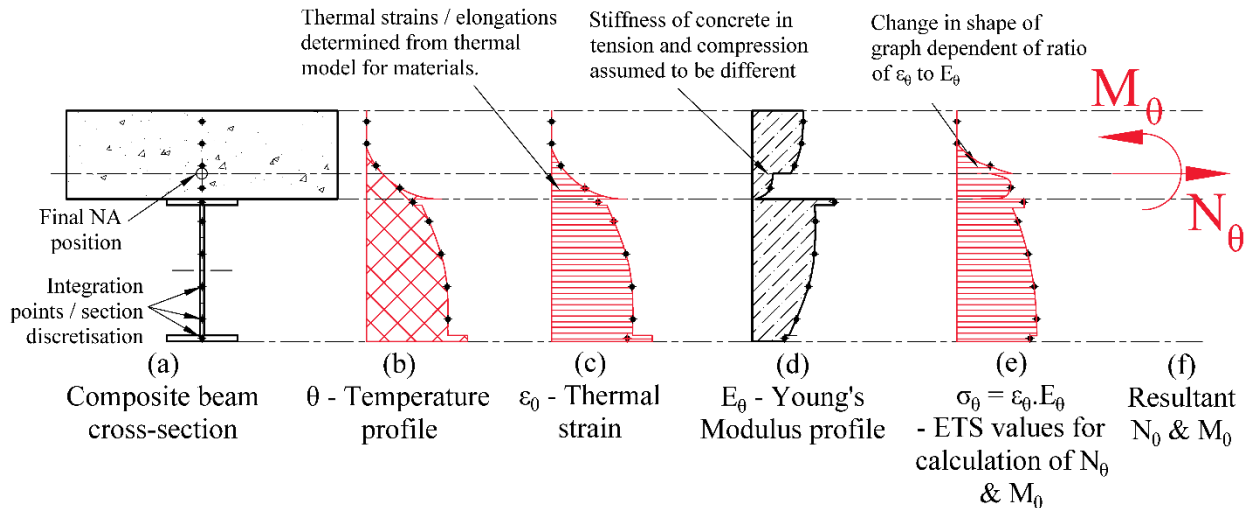 Thermal strains / elongations
determined from thermal
model for materials.
Stiffness of concrete in
tension and compression
assumed to be different
Change in shape of
graph dependent of ratio
of εθ to Eθ
Mθ
Nθ
Final NA
position
Integration
points / section
discretisation
(a)
Composite beam
cross-section
(b)
θ - Temperature
profile
(c)
ε0 - Thermal
strain
(d)
Eθ - Young's
Modulus profile
(e)
σθ = εθ.Eθ
- ETS values for
calculation of Nθ
& M0
(f)
Resultant
N0 & M0